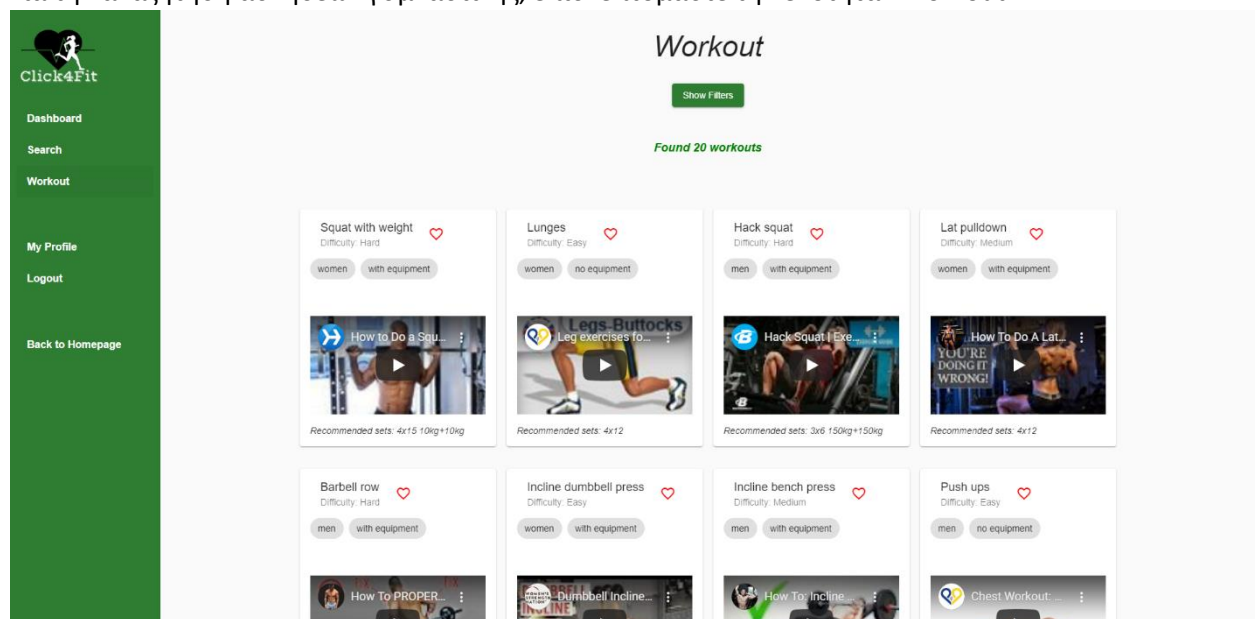 Workout
Click4Fit
Show Filters
Dashboard
Search
Found 20 workouts
Workout
My Profile
Logout
Back to Homepage
Squat with weight
Difficulty: Hard
women with equipment
How to Do a Squ...
Recommended sets: 4x15 10kg+10kg
Lunges
Difficulty: Easy
women no equipment
Legs-Buttocks
Leg exercises fo...
Recommended sets: 4x12
Hack squat
Difficulty: Hard
men with equipment
Hack Squat | Exe...
Recommended sets: 3x6 150kg+150kg
Lat pulldown
Difficulty: Medium
women with equipment
How To Do A Lat...
YOU'RE
DOING IT
WRONG!
Recommended sets: 4x12
Barbell row
Difficulty: Hard
men with equipment
How To PROPER...
Incline dumbbell press
Difficulty: Easy
women with equipment
Dumbbell Incline...
INCLINE
Incline bench press
Difficulty: Medium
men with equipment
How To: Incline ...
Push ups
Difficulty: Easy
men no equipment
Chest Workout: ...